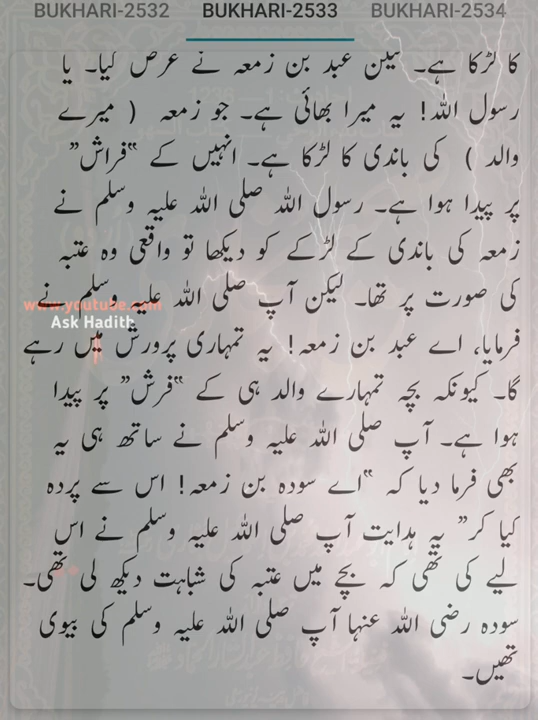 BUKHARI-2532 BUKHARI-2533 BUKHARI-2534
کا لڑکا ہے۔ لیکن عبد بن زمعہ نے عرض کیا۔ یا
رسول اللہ! یہ میرا بھائی ہے۔ جو زمعہ ( میرے
والد ) کی باندی کا لڑکا ہے۔ انہیں کے “فراش”
پر پیدا ہوا ہے۔ رسول اللہ صلی اللہ علیہ وسلم نے
زمعہ کی باندی کے لڑکے کو دیکھا تو واقعی وہ عتبہ
کی صورت پر تھا۔ لیکن آپ صلی اللہ علیہ وسلم نے
www.youtube.com
Ask Hadith
فرمایا، اے عبد بن زمعہ! یہ تمہاری پرورش میں رہے
گا۔ کیونکہ بچہ تمہارے والد ہی کے “فرش” پر پیدا
ہوا ہے۔ آپ صلی اللہ علیہ وسلم نے ساتھ ہی یہ
بھی فرما دیا کہ “اے سودہ بن زمعہ! اس سے پردہ
کیا کر” یہ ہدایت آپ صلی اللہ علیہ وسلم نے اس
لیے کی تھی کہ بچے میں عتبہ کی شباہت دیکھ لی تھی۔
سودہ رضی اللہ عنہا آپ صلی اللہ علیہ وسلم کی بیوی
تھیں۔